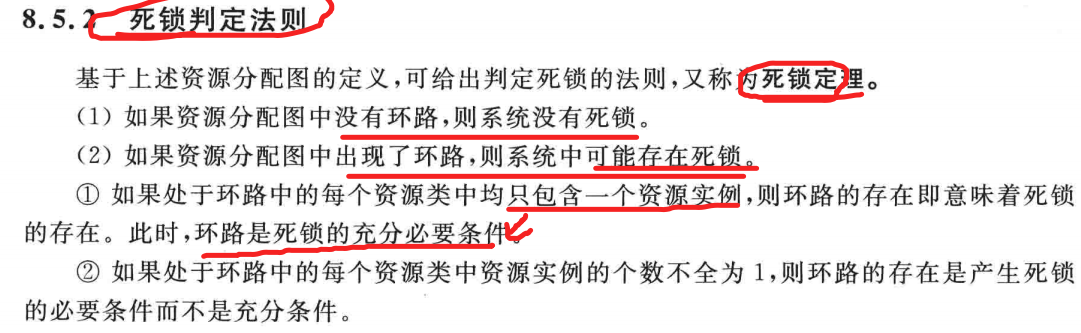 8.5.2 死锁判定法则
基于上述资源分配图的定义,可给出判定死锁的法则,又称为死锁定理。
(1) 如果资源分配图中没有环路,则系统没有死锁。
(2) 如果资源分配图中出现了环路,则系统中可能存在死锁。
① 如果处于环路中的每个资源类中均只包含一个资源实例,则环路的存在即意味着死锁
的存在。此时,环路是死锁的充分必要条件。
② 如果处于环路中的每个资源类中资源实例的个数不全为 1,则环路的存在是产生死锁
的必要条件而不是充分条件。